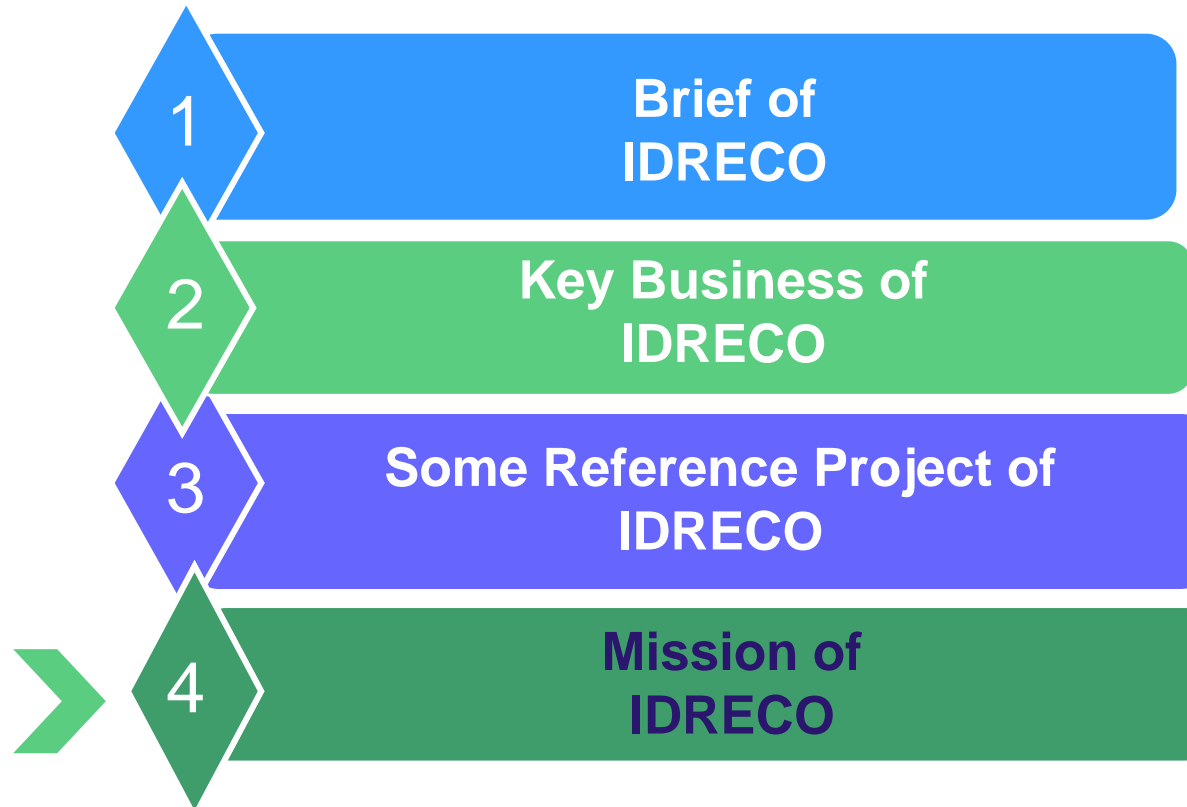 1
Brief of
IDRECO
2
Key Business of
IDRECO
3
Some Reference Project of
IDRECO
4
Mission of
IDRECO